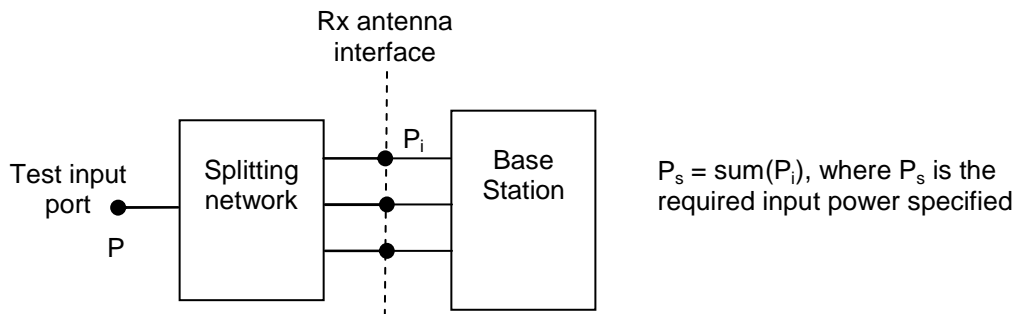 Rx antenna
interface
Pi
Test input
port
P
Splitting
network
Base
Station
Ps = sum(Pi), where Ps is the
required input power specified